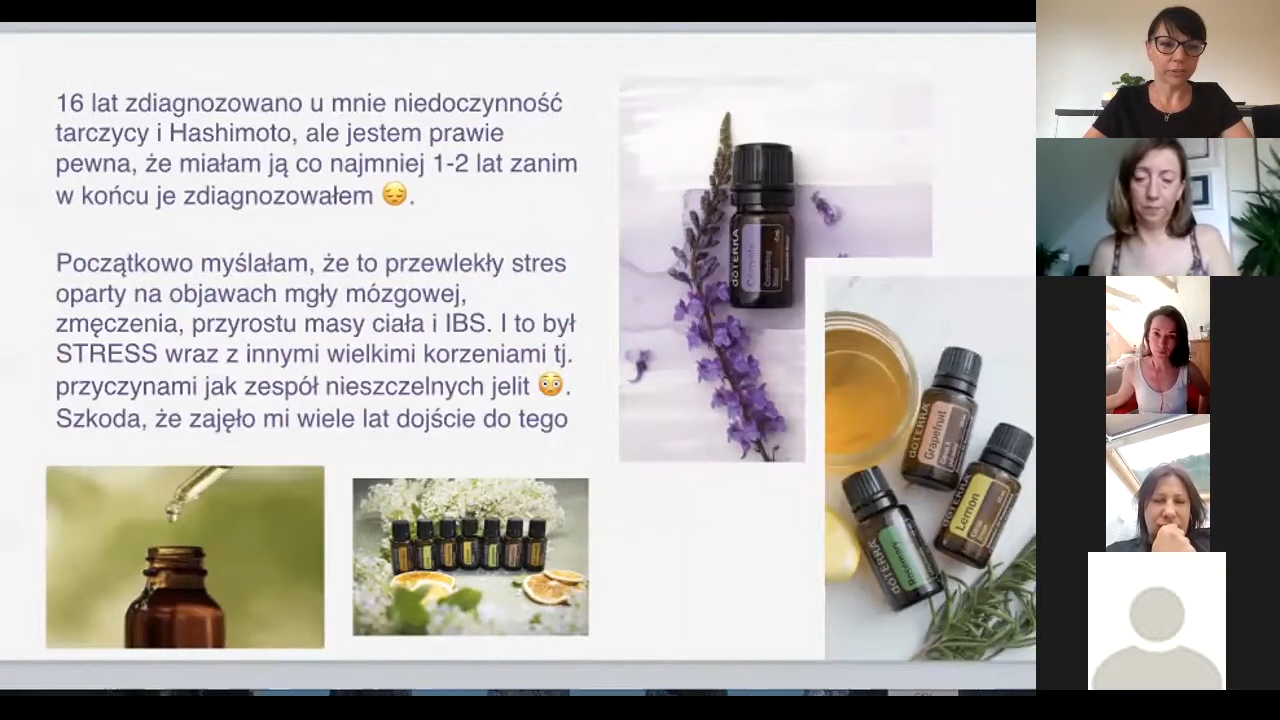 16 lat zdiagnozowano u mnie niedoczynność
tarczycy i Hashimoto, ale jestem prawie
pewna, że miałam ją co najmniej 1-2 lat zanim
w końcu je zdiagnozowałem 😔.
Początkowo myślałam, że to przewlekły stres
oparty na objawach mgły mózgowej,
zmęczenia, przyrostu masy ciała i IBS. I to był
STRESS wraz z innymi wielkimi korzeniami tj.
przyczynami jak zespół nieszczelnych jelit 😳.
Szkoda, że zajęło mi wiele lat dojście do tego
dōTERRA
Console
dōTERRA
Grapefruit
dōTERRA
Lemon
dōTERRA
Rosemary